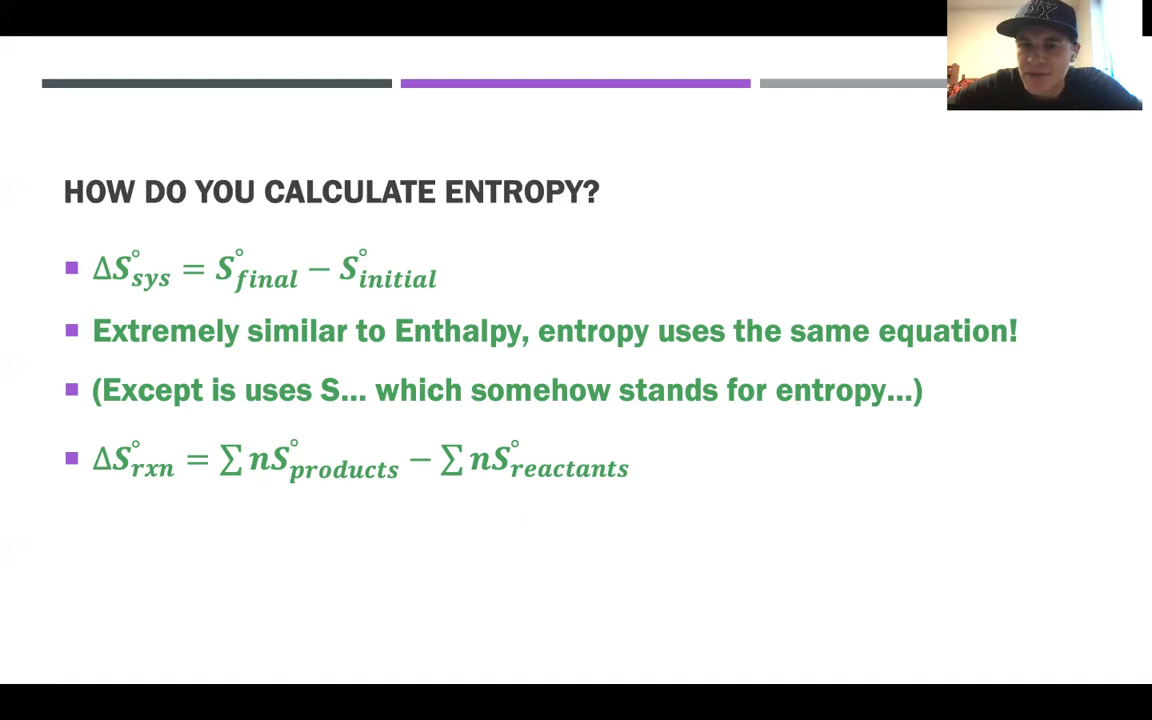 HOW DO YOU CALCULATE ENTROPY?
ΔS°sys = S°final − S°initial
Extremely similar to Enthalpy, entropy uses the same equation!
(Except is uses S... which somehow stands for entropy...)
ΔS°rxn = ∑nS°products − ∑nS°reactants